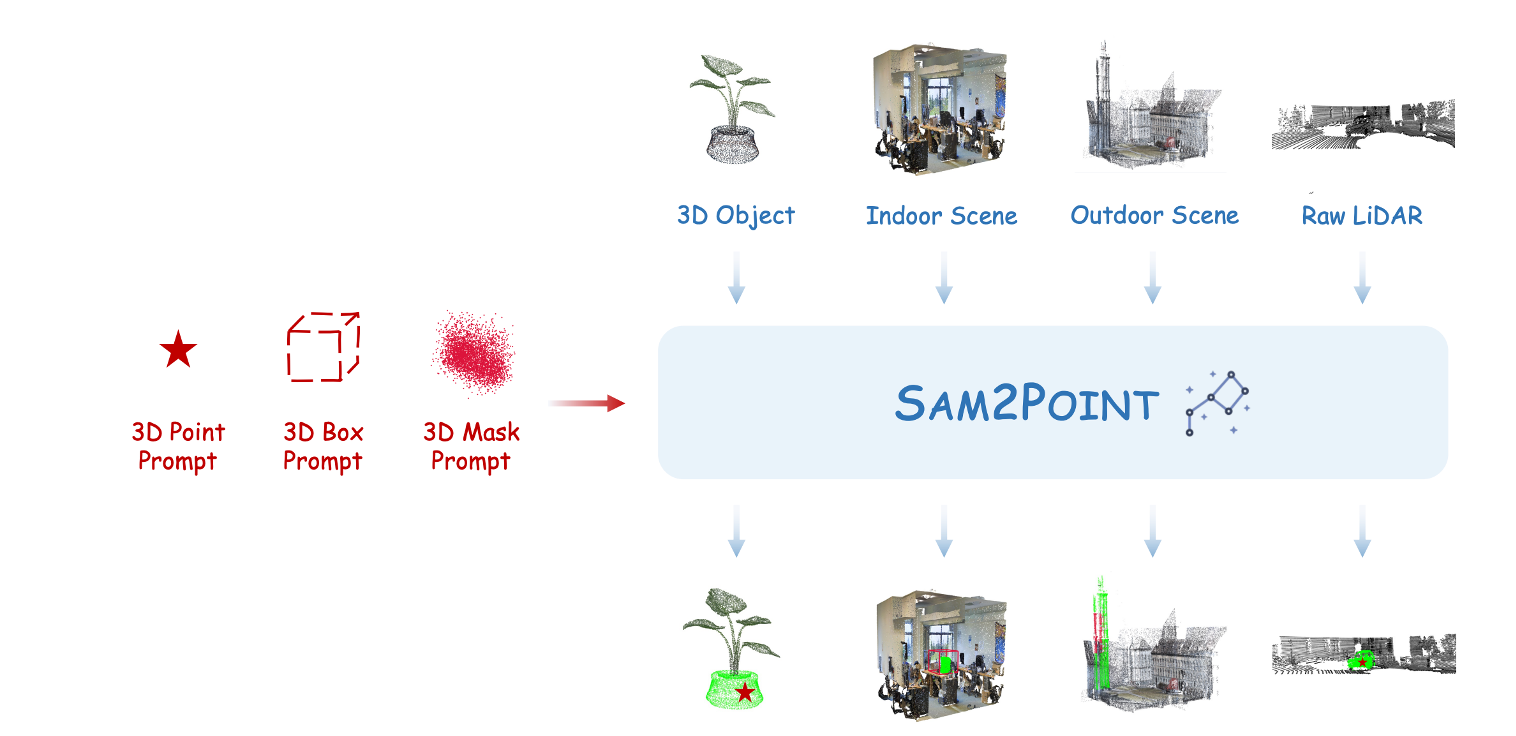 3D Object
Indoor Scene
Outdoor Scene
Raw LiDAR
3D Point
Prompt
3D Box
Prompt
3D Mask
Prompt
SAM2POINT